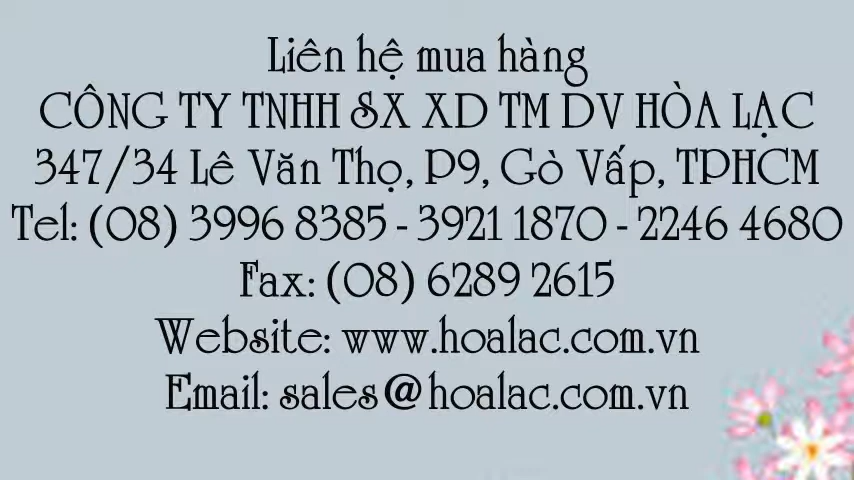 Liên hệ mua hàng
CÔNG TY TNHH SX XD TM DV HÒA LẠC
347/34 Lê Văn Thọ, P9, Gò Vấp, TPHCM
Tel: (08) 3996 8385 - 3921 1870 - 2246 4680
Fax: (08) 6289 2615
Website: www.hoalac.com.vn
Email: sales@hoalac.com.vn